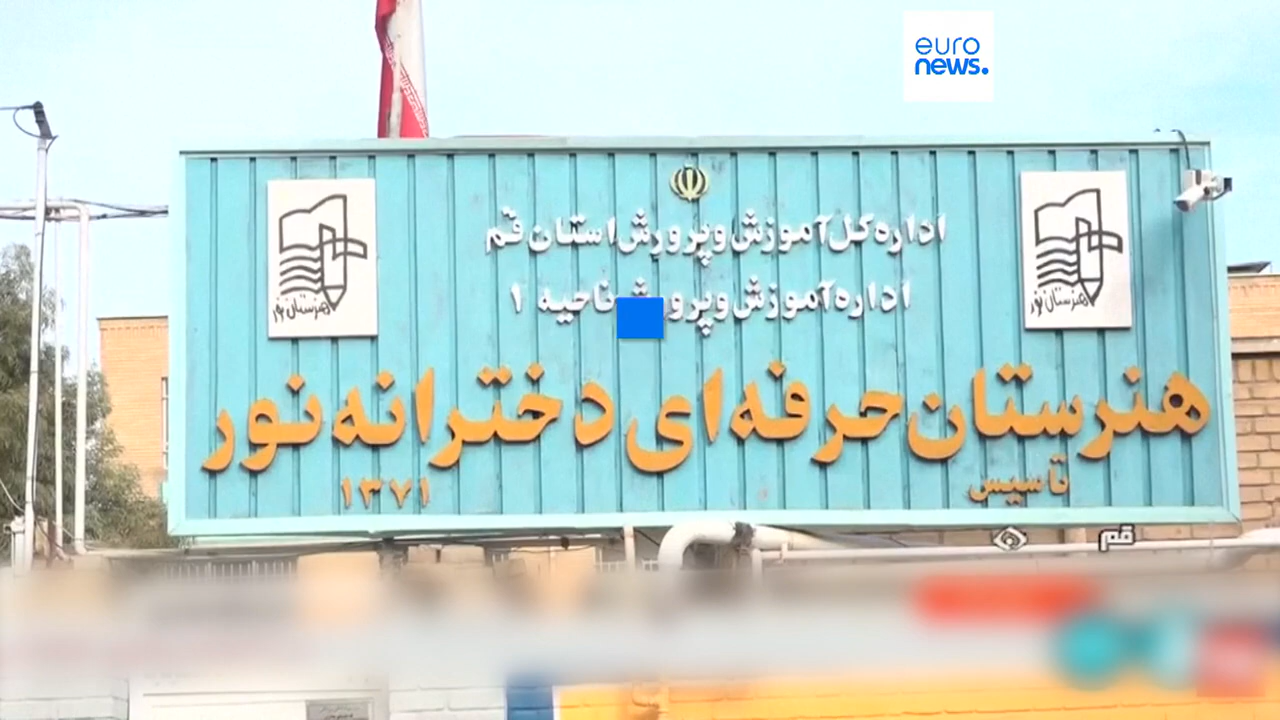 euro
news.
اداره کل آموزش و پرورش استان قم
اداره آموزش و پرورش ناحیه ۱
هنرستان حرفه ای دخترانه نور
تاسیس ۱۳۷۱
هنرستان نور
هنرستان نور
قم